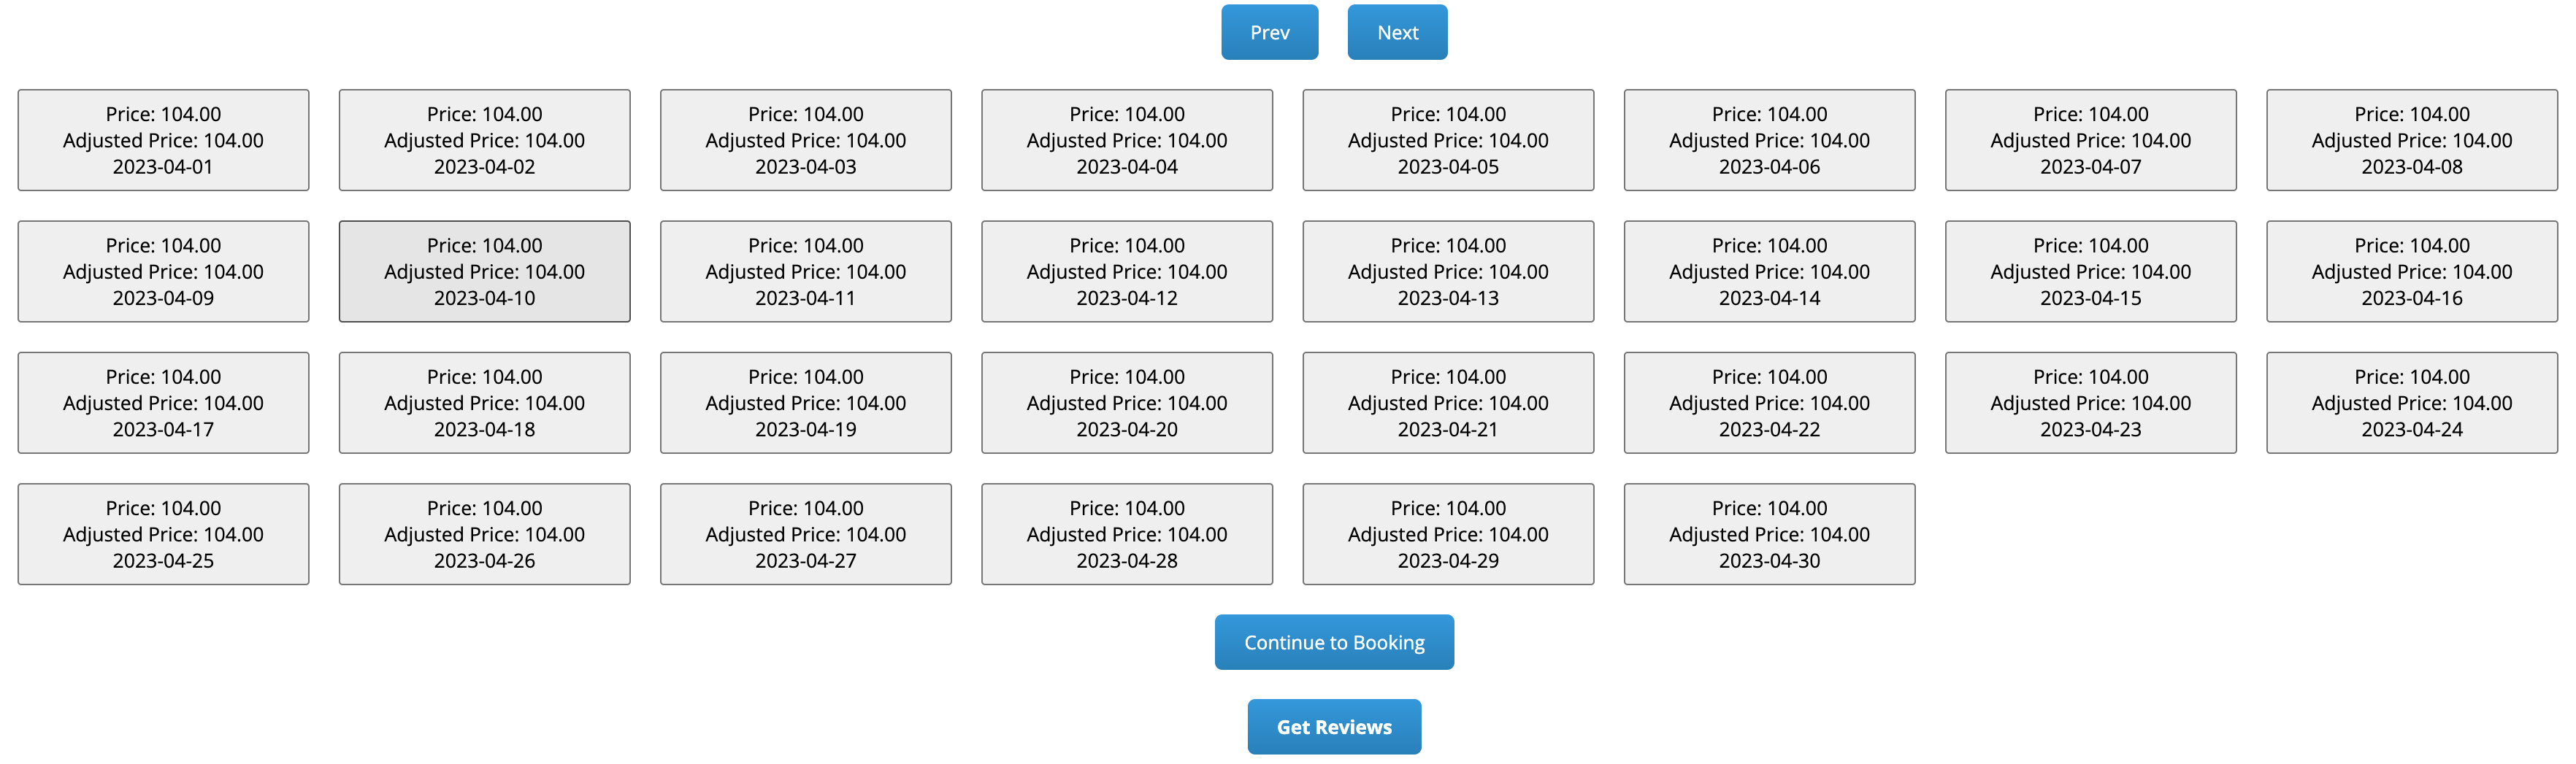 Prev Next
Price: 104.00 Price: 104.00 Price: 104.00 Price: 104.00 Price: 104.00 Price: 104.00 Price: 104.00 Price: 104.00
Adjusted Price: 104.00 Adjusted Price: 104.00 Adjusted Price: 104.00 Adjusted Price: 104.00 Adjusted Price: 104.00 Adjusted Price: 104.00 Adjusted Price: 104.00 Adjusted Price: 104.00
2023-04-01 2023-04-02 2023-04-03 2023-04-04 2023-04-05 2023-04-06 2023-04-07 2023-04-08
Price: 104.00 Price: 104.00 Price: 104.00 Price: 104.00 Price: 104.00 Price: 104.00 Price: 104.00 Price: 104.00
Adjusted Price: 104.00 Adjusted Price: 104.00 Adjusted Price: 104.00 Adjusted Price: 104.00 Adjusted Price: 104.00 Adjusted Price: 104.00 Adjusted Price: 104.00 Adjusted Price: 104.00
2023-04-09 2023-04-10 2023-04-11 2023-04-12 2023-04-13 2023-04-14 2023-04-15 2023-04-16
Price: 104.00 Price: 104.00 Price: 104.00 Price: 104.00 Price: 104.00 Price: 104.00 Price: 104.00 Price: 104.00
Adjusted Price: 104.00 Adjusted Price: 104.00 Adjusted Price: 104.00 Adjusted Price: 104.00 Adjusted Price: 104.00 Adjusted Price: 104.00 Adjusted Price: 104.00 Adjusted Price: 104.00
2023-04-17 2023-04-18 2023-04-19 2023-04-20 2023-04-21 2023-04-22 2023-04-23 2023-04-24
Price: 104.00 Price: 104.00 Price: 104.00 Price: 104.00 Price: 104.00 Price: 104.00
Adjusted Price: 104.00 Adjusted Price: 104.00 Adjusted Price: 104.00 Adjusted Price: 104.00 Adjusted Price: 104.00 Adjusted Price: 104.00
2023-04-25 2023-04-26 2023-04-27 2023-04-28 2023-04-29 2023-04-30
Continue to Booking
Get Reviews